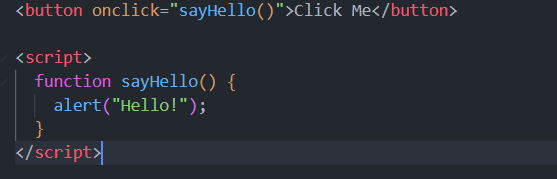 <button onclick="sayHello()">Click Me</button>

<script>
  function sayHello() {
    alert("Hello!");
  }
</script>